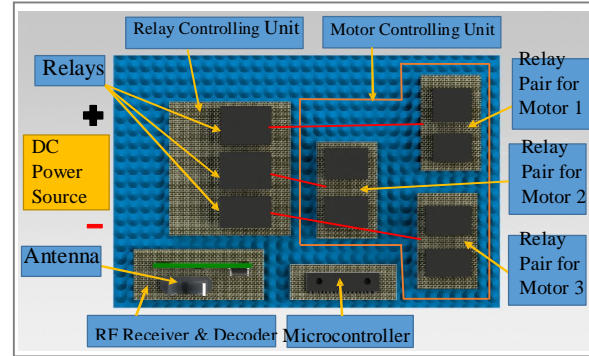 Relay Controlling Unit
Motor Controlling Unit
Relays
Relay
Pair for
Motor 1
DC
Power
Source
Relay
Pair for
Motor 2
Antenna
Relay
Pair for
Motor 3
RF Receiver & Decoder
Microcontroller